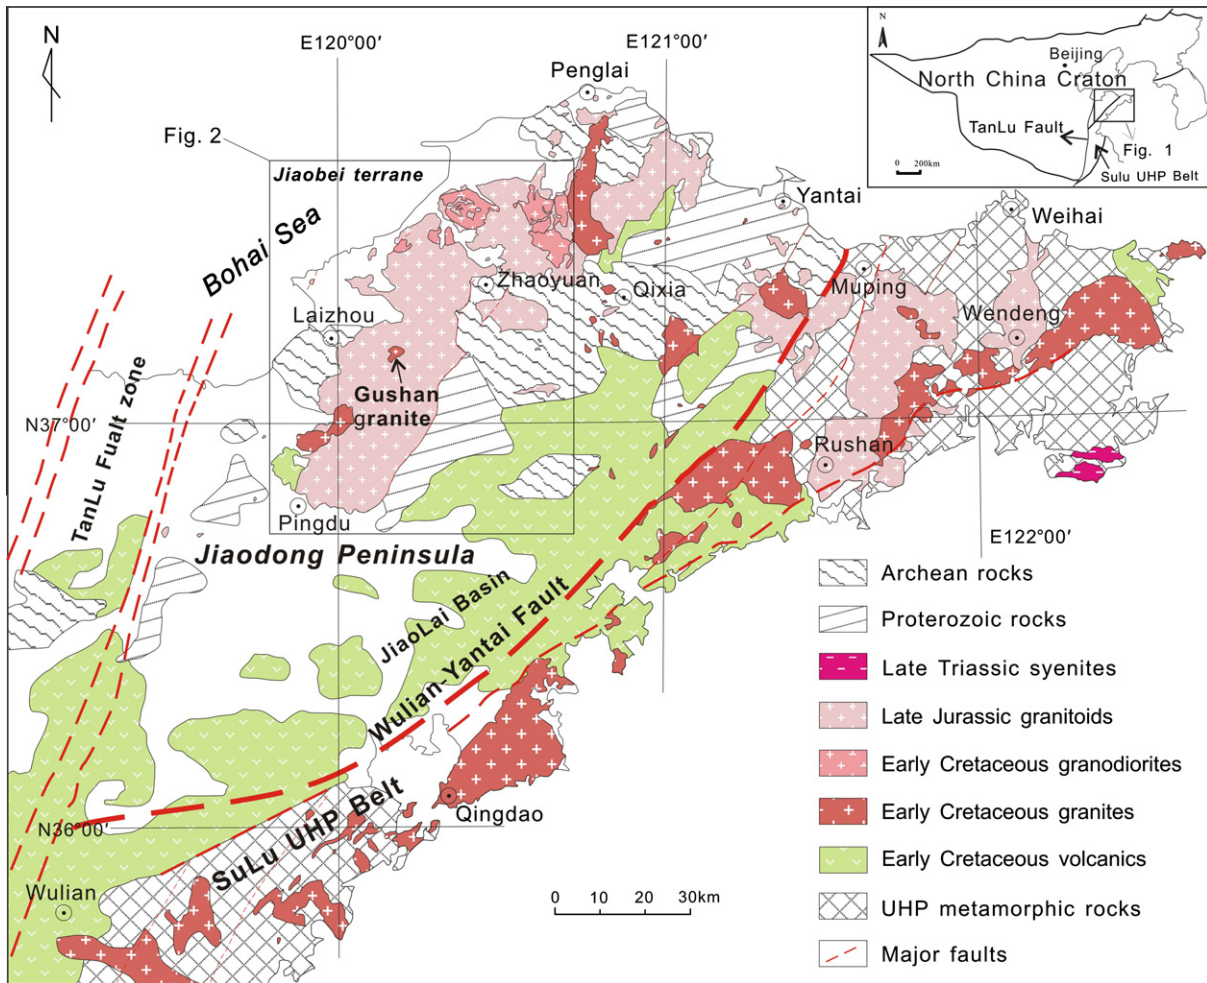 N
E120°00′
E121°00′
Penglai
Fig. 2
Jiaobei terrane
Bohai Sea
Yantai
Weihai
Zhaoyuan
Qixia
Muping
Laizhou
Wendeng
Gushan
granite
N37°00′
TanLu Fualt zone
Rushan
Pingdu
Jiaodong Peninsula
E122°00′
JiaoLai Basin
Wulian-Yantai Fault
SuLu UHP Belt
Qingdao
N36°00′
Wulian
0 10 20 30km
N
Beijing
North China Craton
TanLu Fault
Fig. 1
0 200km
Sulu UHP Belt
Archean rocks
Proterozoic rocks
Late Triassic syenites
Late Jurassic granitoids
Early Cretaceous granodiorites
Early Cretaceous granites
Early Cretaceous volcanics
UHP metamorphic rocks
Major faults